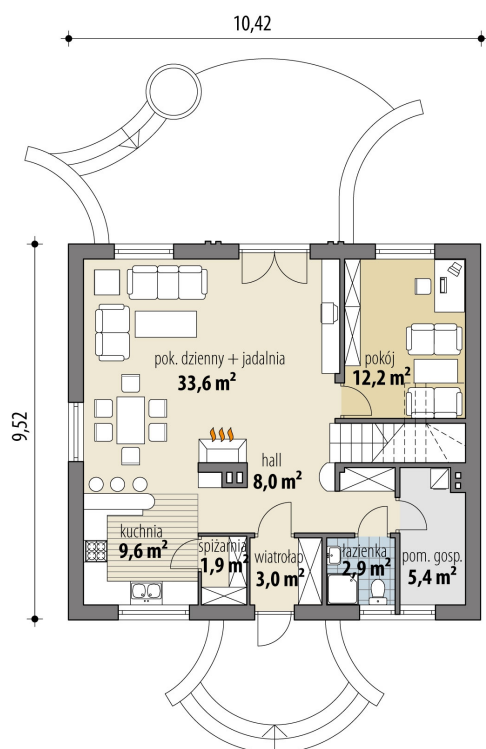 10,42
9,52
pok. dzienny + jadalnia
33,6 m²
pokój
12,2 m²
hall
8,0 m²
kuchnia
9,6 m²
spiżarnia
1,9 m²
wiatrołap
3,0 m²
łazienka
2,9 m²
pom. gosp.
5,4 m²